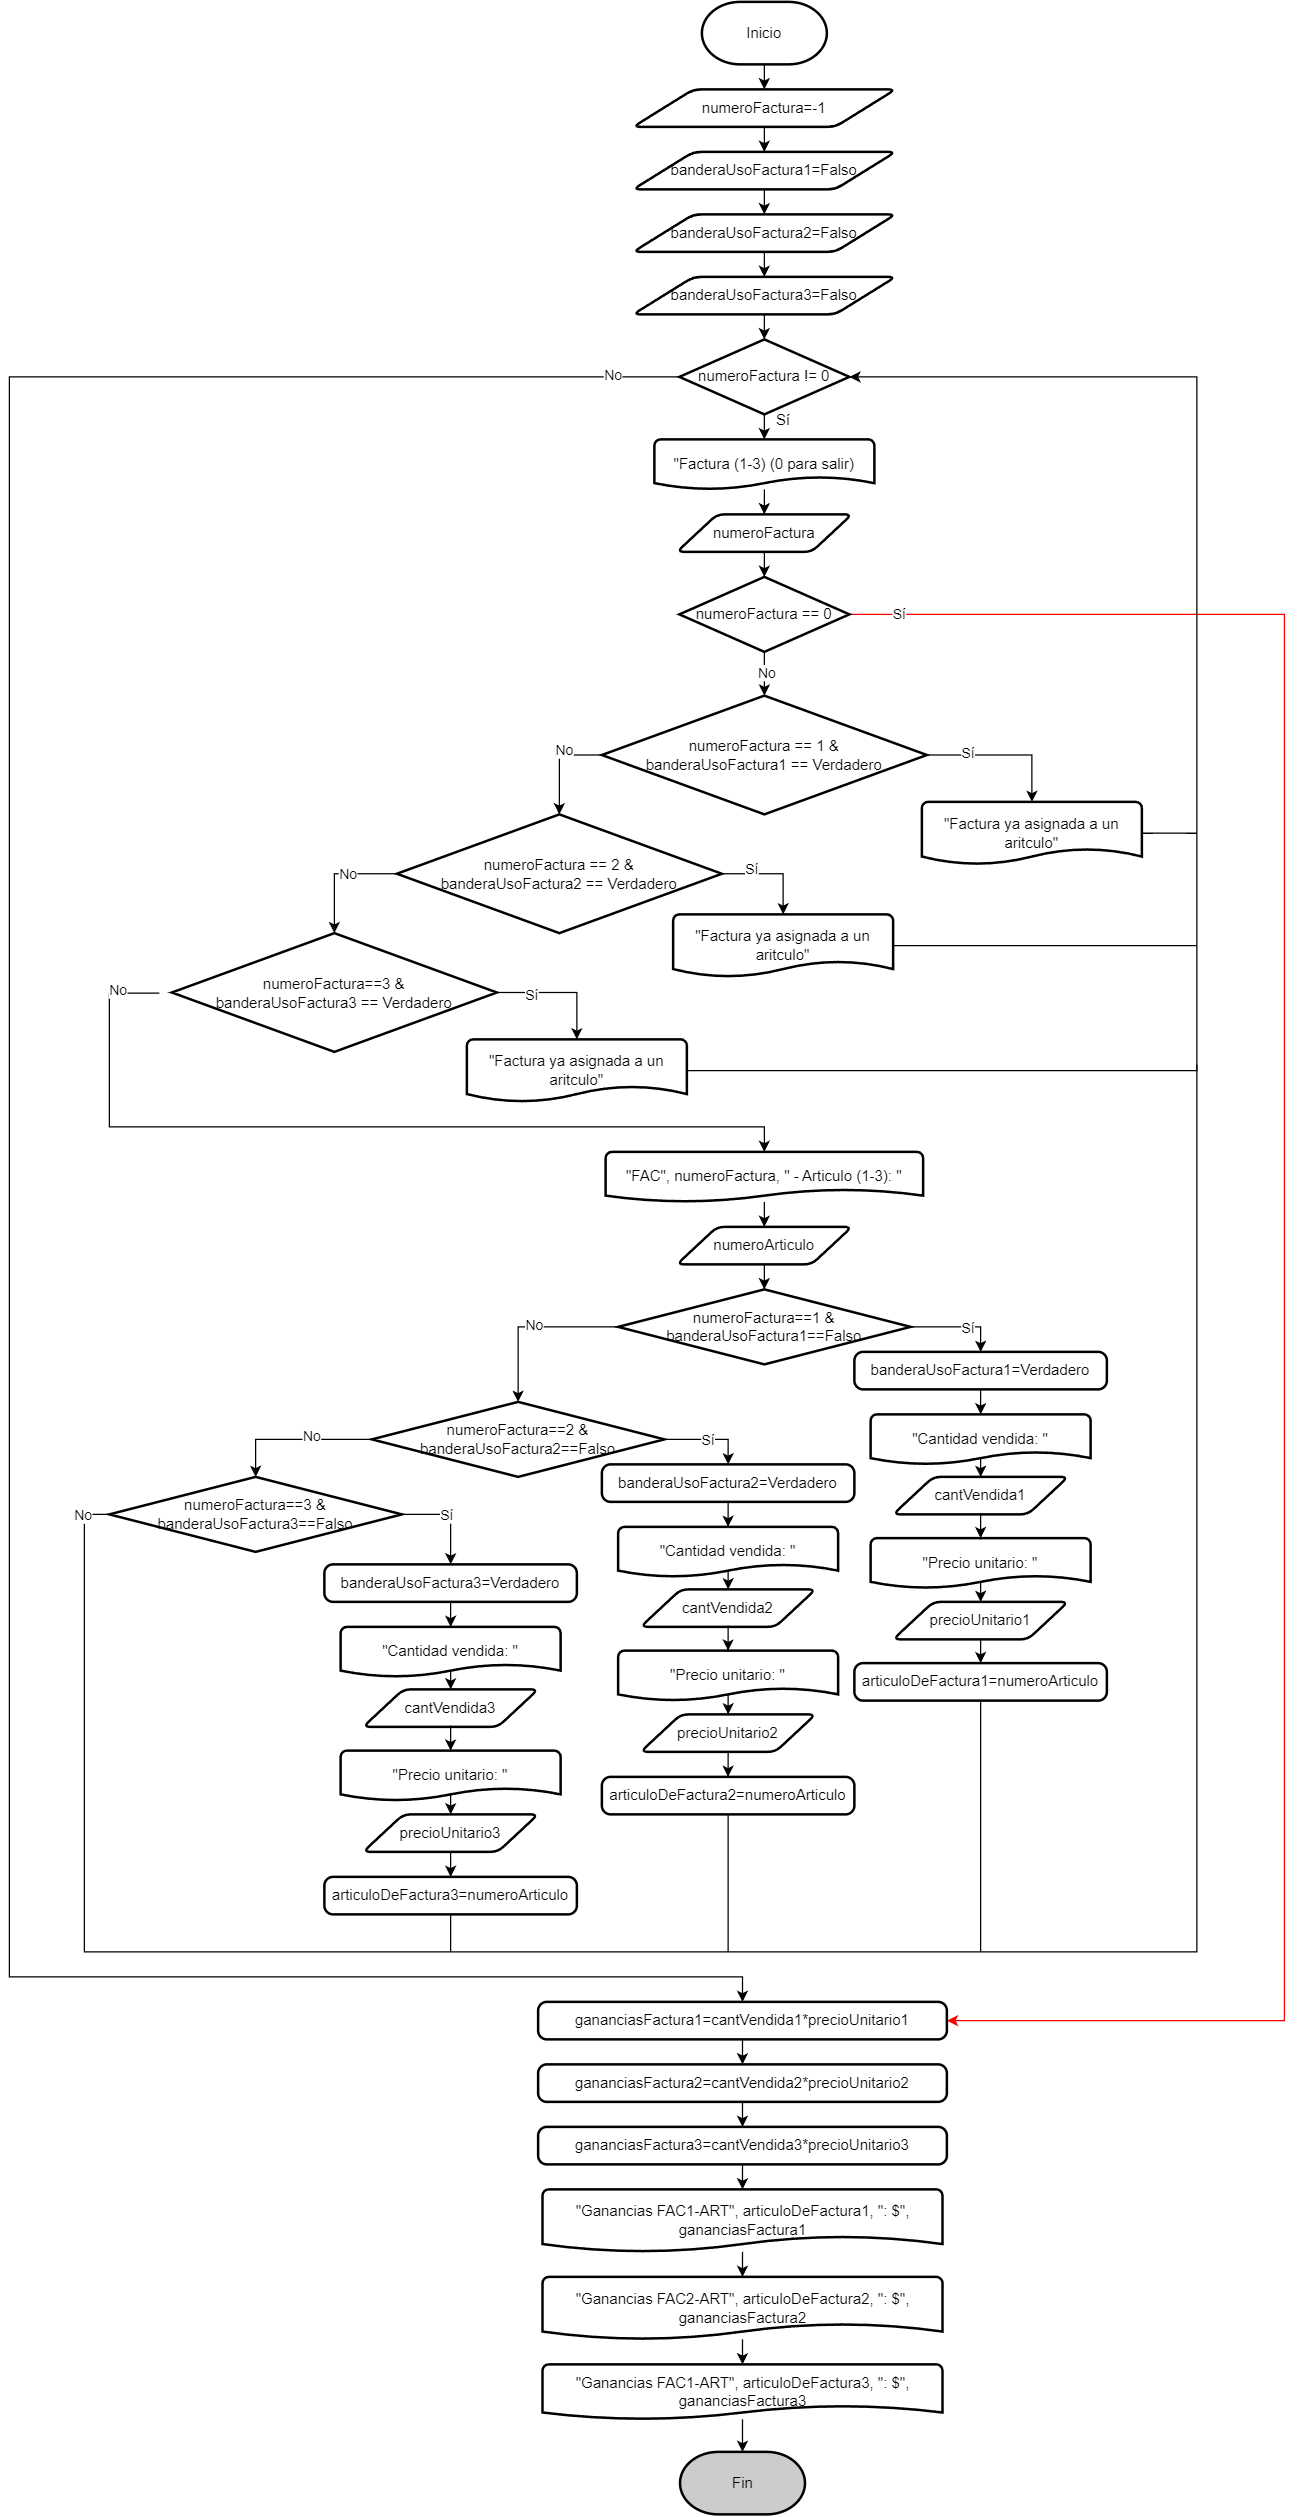 Inicio
numeroFactura=-1
banderaUsoFactura1=Falso
banderaUsoFactura2=Falso
banderaUsoFactura3=Falso
No
numeroFactura != 0
Sí
"Factura (1-3) (0 para salir)
numeroFactura
numeroFactura == 0
Sí
No
No
numeroFactura == 1 &
banderaUsoFactura1 == Verdadero
Sí
"Factura ya asignada a un
aritculo"
No
numeroFactura == 2 &
banderaUsoFactura2 == Verdadero
Sí
"Factura ya asignada a un
aritculo"
No
numeroFactura==3 &
banderaUsoFactura3 == Verdadero
Sí
"Factura ya asignada a un
aritculo"
"FAC", numeroFactura, " - Articulo (1-3): "
numeroArticulo
No
numeroFactura==1 &
banderaUsoFactura1==Falso
Sí
banderaUsoFactura1=Verdadero
"Cantidad vendida: "
cantVendida1
"Precio unitario: "
precioUnitario1
articuloDeFactura1=numeroArticulo
No
numeroFactura==2 &
banderaUsoFactura2==Falso
Sí
banderaUsoFactura2=Verdadero
"Cantidad vendida: "
cantVendida2
"Precio unitario: "
precioUnitario2
articuloDeFactura2=numeroArticulo
No
numeroFactura==3 &
banderaUsoFactura3==Falso
Sí
banderaUsoFactura3=Verdadero
"Cantidad vendida: "
cantVendida3
"Precio unitario: "
precioUnitario3
articuloDeFactura3=numeroArticulo
gananciasFactura1=cantVendida1*precioUnitario1
gananciasFactura2=cantVendida2*precioUnitario2
gananciasFactura3=cantVendida3*precioUnitario3
"Ganancias FAC1-ART", articuloDeFactura1, ": $",
gananciasFactura1
"Ganancias FAC2-ART", articuloDeFactura2, ": $",
gananciasFactura2
"Ganancias FAC1-ART", articuloDeFactura3, ": $",
gananciasFactura3
Fin